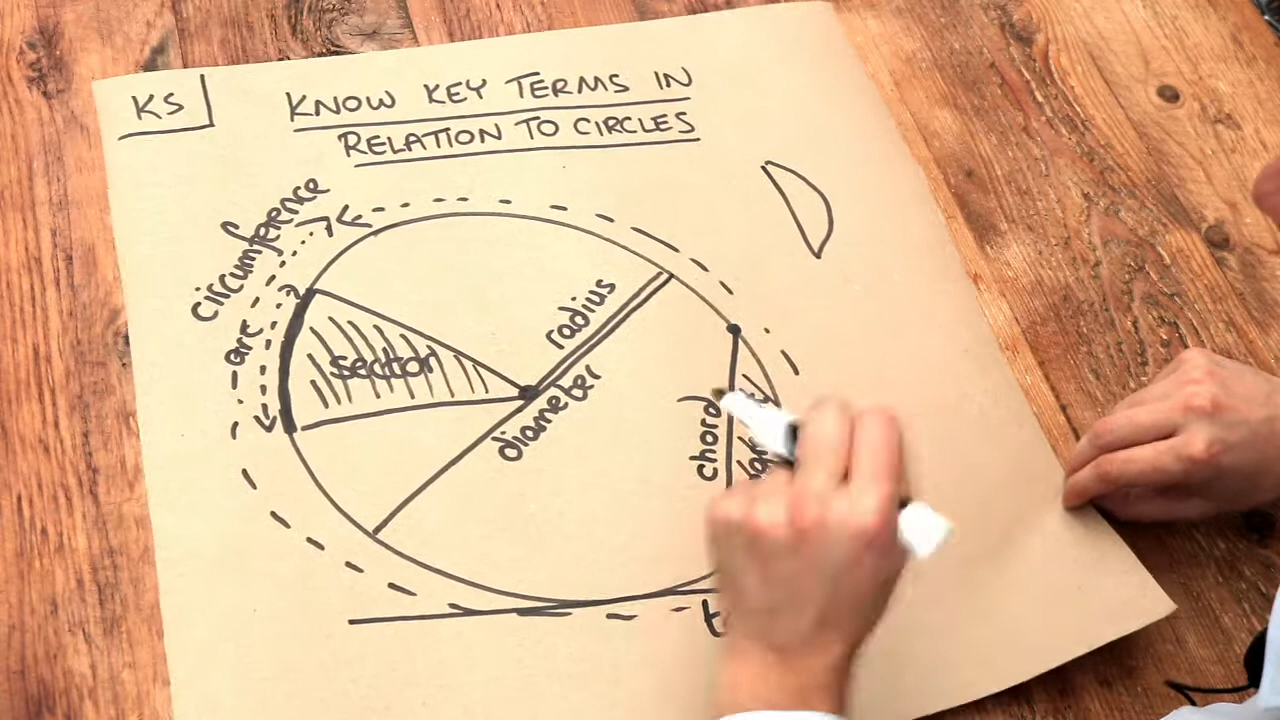 KS
KNOW KEY TERMS IN
RELATION TO CIRCLES
circumference
arc
sector
radius
diameter
chord